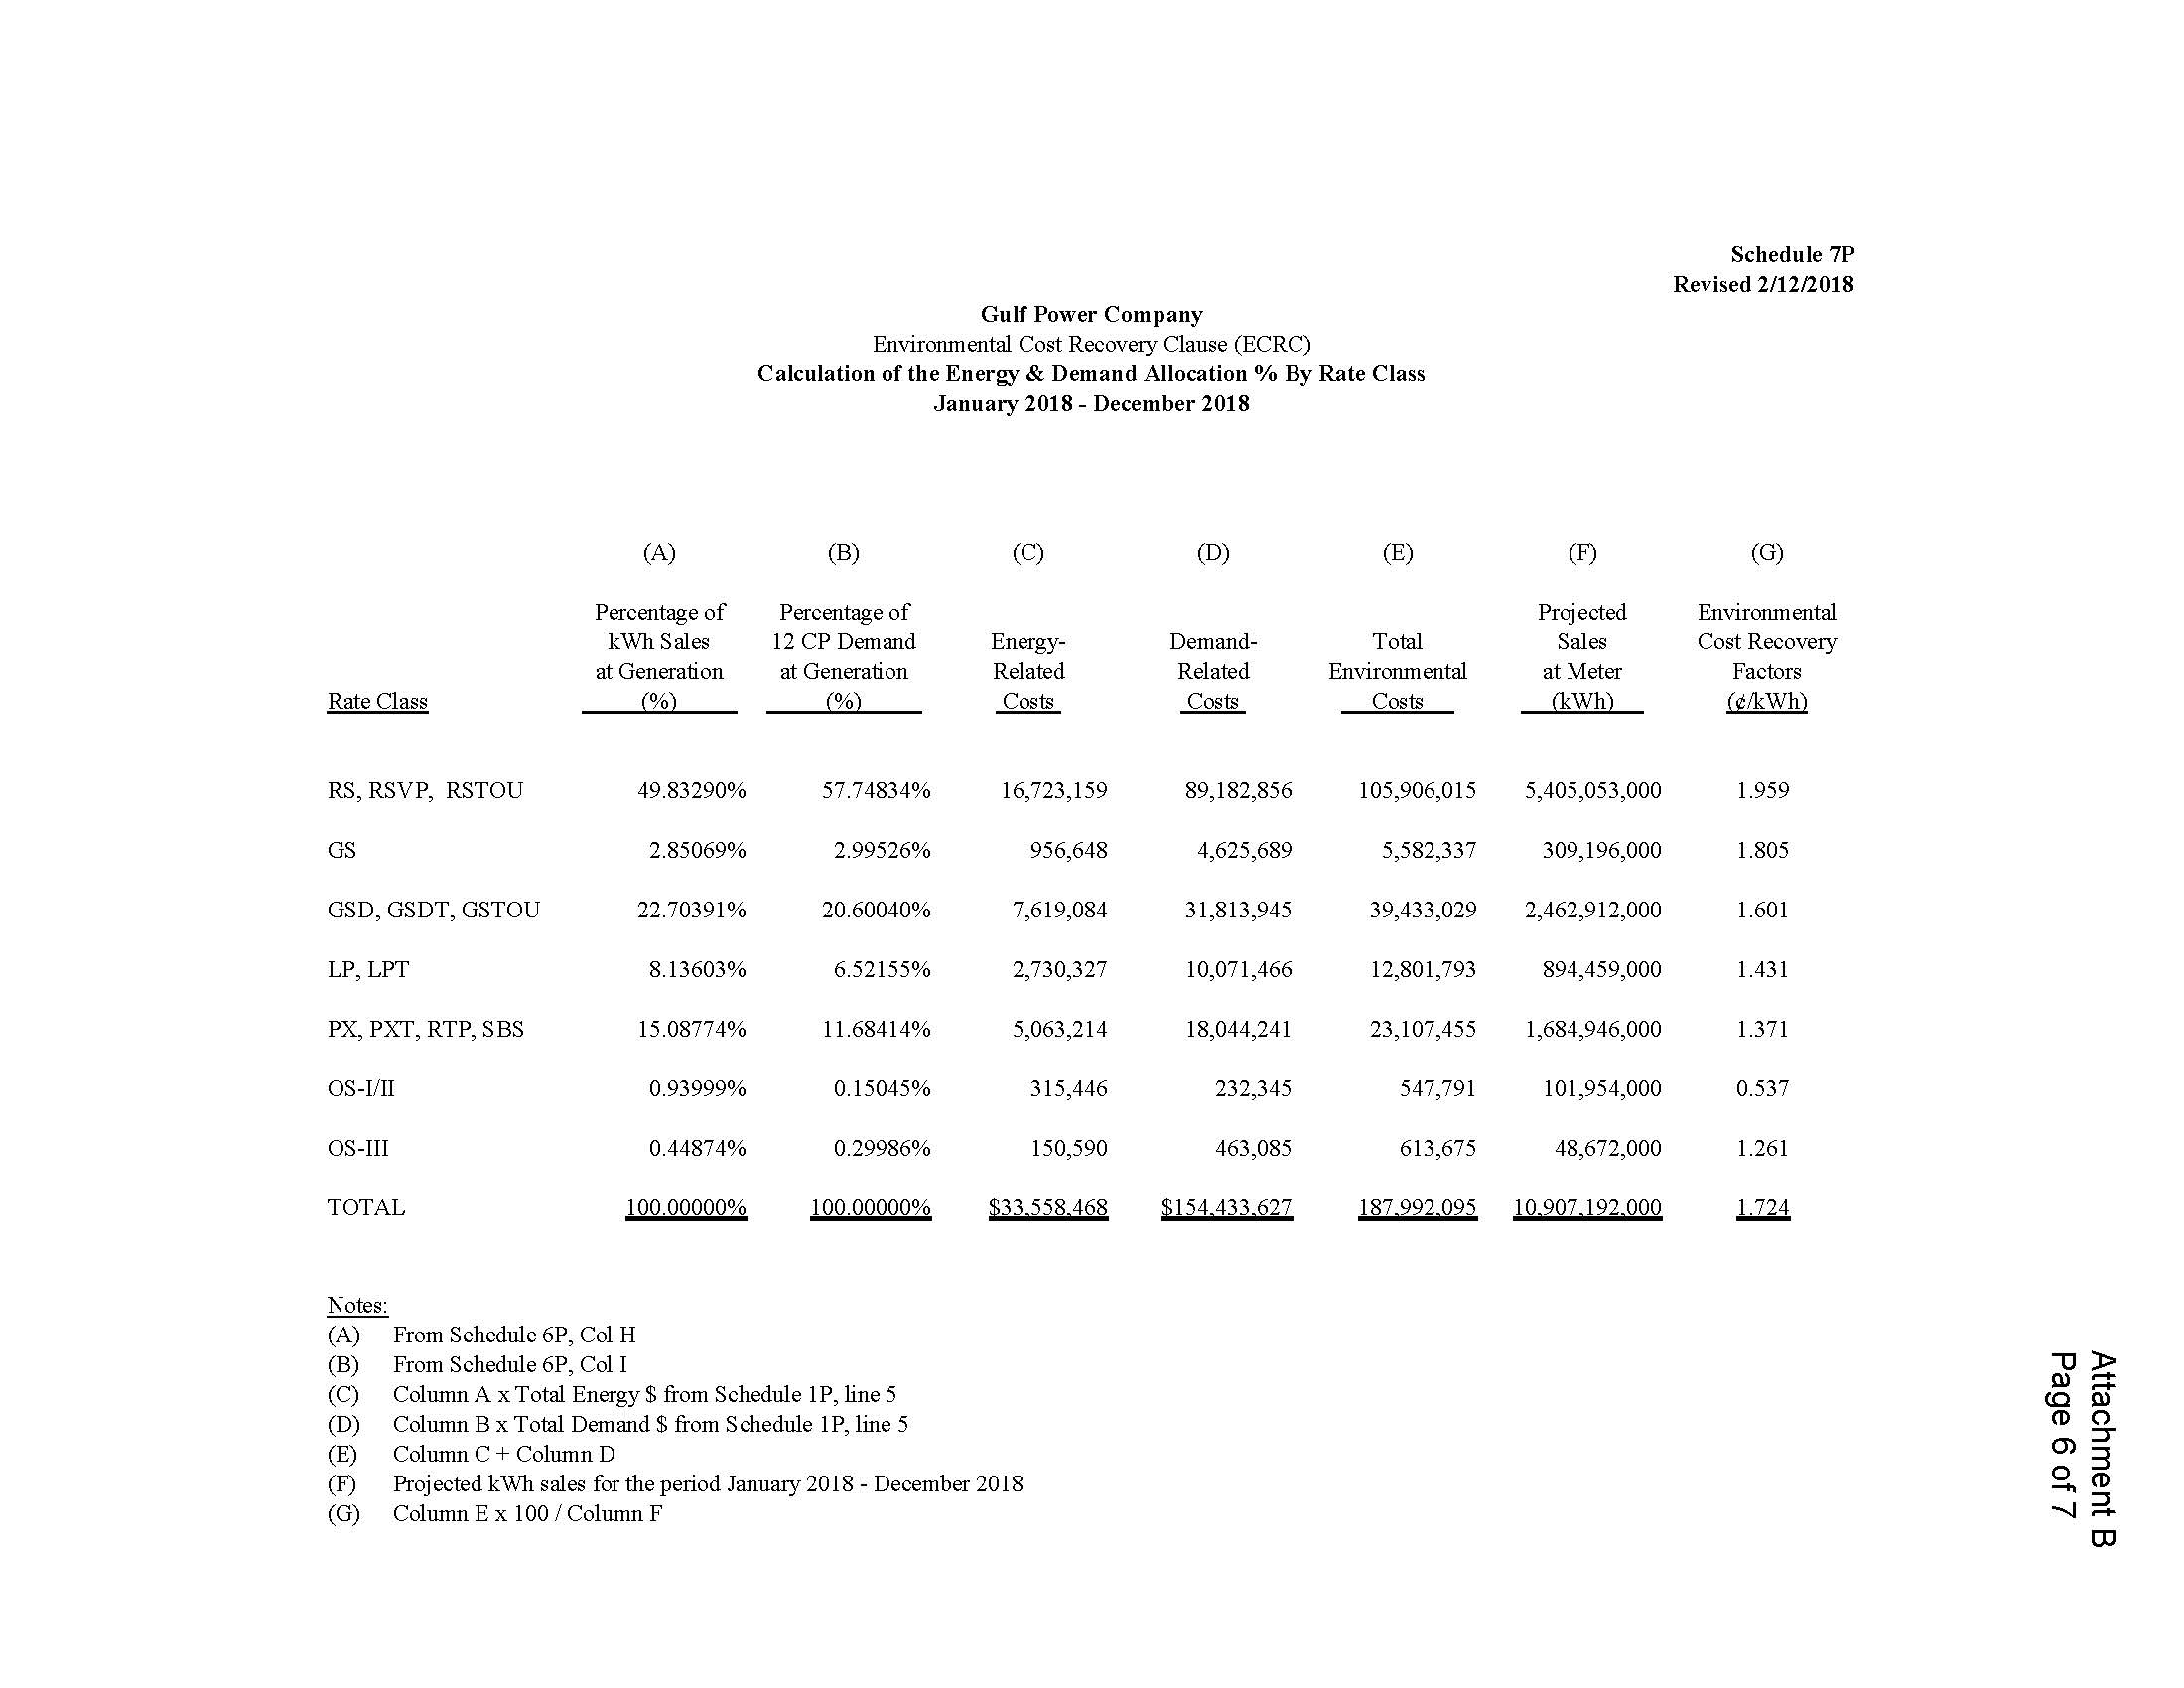 Schedule 7P
Revised 2/12/2018
Gulf Power Company
Environmental Cost Recovery Clause (ECRC)
Calculation of the Energy & Demand Allocation % By Rate Class
January 2018 - December 2018
(A) (B) (C) (D) (E) (F) (G)
Percentage of Percentage of Projected Environmental
kWh Sales 12 CP Demand Energy- Demand- Total Sales Cost Recovery
at Generation at Generation Related Related Environmental at Meter Factors
Rate Class (%) (%) Costs Costs Costs (kWh) (¢/kWh)
RS, RSVP, RSTOU 49.83290% 57.74834% 16,723,159 89,182,856 105,906,015 5,405,053,000 1.959
GS 2.85069% 2.99526% 956,648 4,625,689 5,582,337 309,196,000 1.805
GSD, GSDT, GSTOU 22.70391% 20.60040% 7,619,084 31,813,945 39,433,029 2,462,912,000 1.601
LP, LPT 8.13603% 6.52155% 2,730,327 10,071,466 12,801,793 894,459,000 1.431
PX, PXT, RTP, SBS 15.08774% 11.68414% 5,063,214 18,044,241 23,107,455 1,684,946,000 1.371
OS-I/II 0.93999% 0.15045% 315,446 232,345 547,791 101,954,000 0.537
OS-III 0.44874% 0.29986% 150,590 463,085 613,675 48,672,000 1.261
TOTAL 100.00000% 100.00000% $33,558,468 $154,433,627 187,992,095 10,907,192,000 1.724
Notes:
(A) From Schedule 6P, Col H
(B) From Schedule 6P, Col I
(C) Column A x Total Energy $ from Schedule 1P, line 5
(D) Column B x Total Demand $ from Schedule 1P, line 5
(E) Column C + Column D
(F) Projected kWh sales for the period January 2018 - December 2018
(G) Column E x 100 / Column F
Attachment B
Page 6 of 7